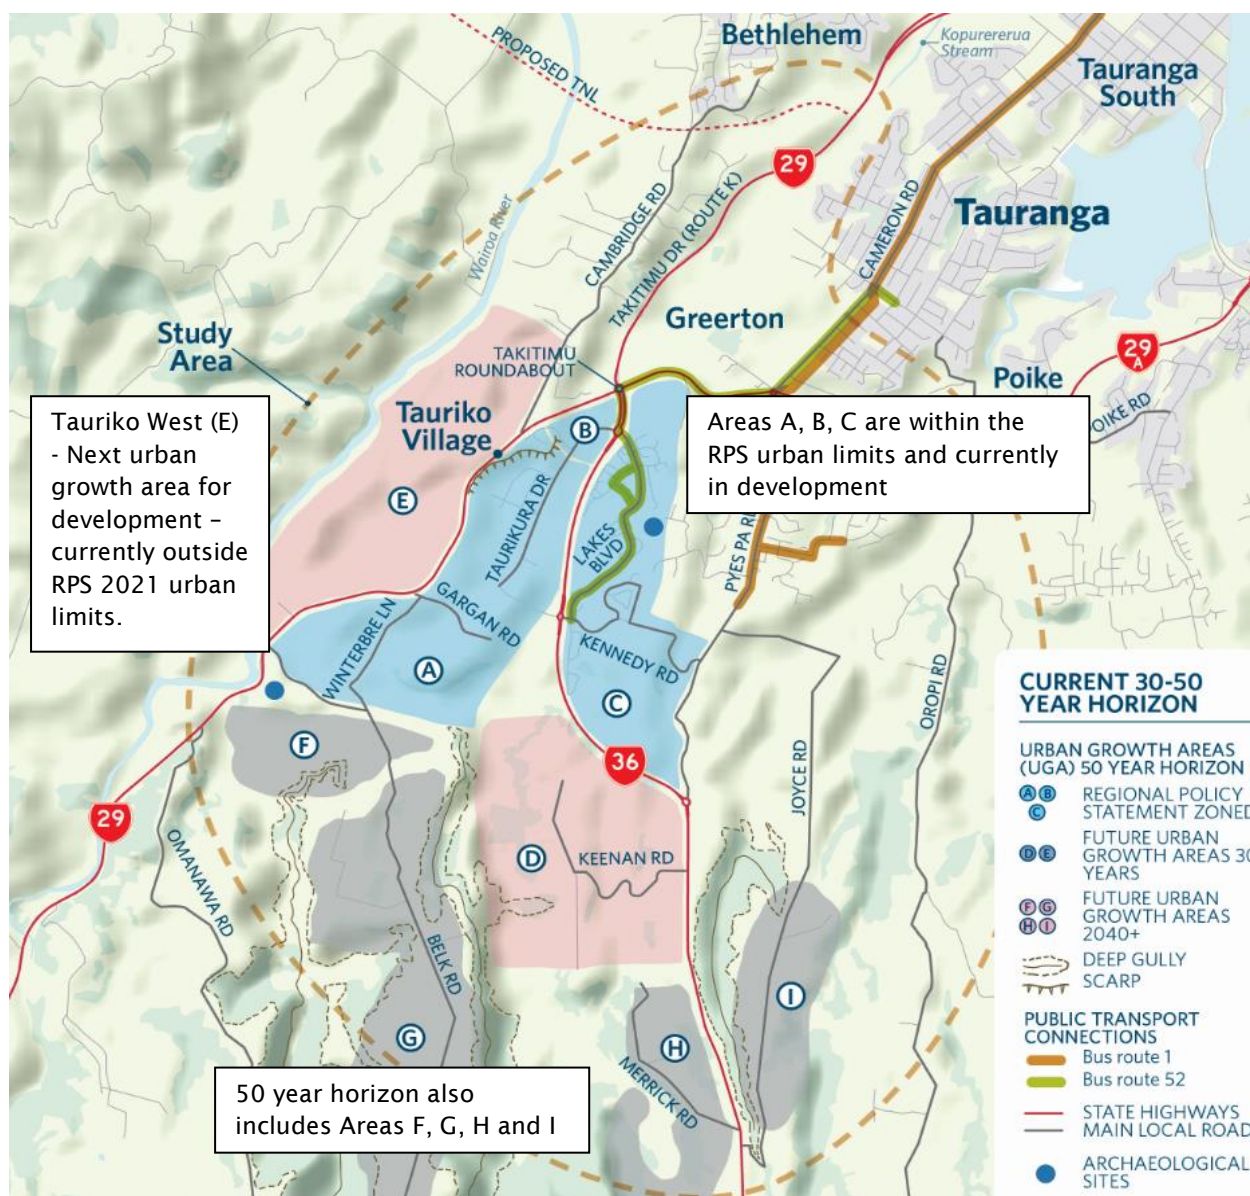 Bethlehem
Kopurererua
Stream
PROPOSED TNL
Tauranga
South
29
CAMERON RD
Tauranga
CAMBRIDGE RD
TAKITIMU DR (ROUTE K)
Wairoa River
Greerton
Study
Area
TAKITIMU
ROUNDABOUT
29
A
Poike
POIKE RD
Tauriko West (E)
- Next urban
growth area for
development –
currently outside
RPS 2021 urban
limits.
Tauriko
Village
B
Areas A, B, C are within the
RPS urban limits and currently
in development
E
TAURIKURA DR
LAKES
BLVD
PYES PA RD
GARGAN RD
WINTERBRE LN
KENNEDY RD
A
C
OROPI RD
F
36
JOYCE RD
29
OMANAWA RD
D
KEENAN RD
BELK RD
G
H
I
MERRICK RD
50 year horizon also
includes Areas F, G, H and I
CURRENT 30-50
YEAR HORIZON
URBAN GROWTH AREAS
(UGA) 50 YEAR HORIZON
A B
C
REGIONAL POLICY
STATEMENT ZONED
D E
FUTURE URBAN
GROWTH AREAS 30
YEARS
F G
H I
FUTURE URBAN
GROWTH AREAS
2040+
DEEP GULLY
SCARP
PUBLIC TRANSPORT
CONNECTIONS
Bus route 1
Bus route 52
STATE HIGHWAYS
MAIN LOCAL ROAD
ARCHAEOLOGICAL
SITES